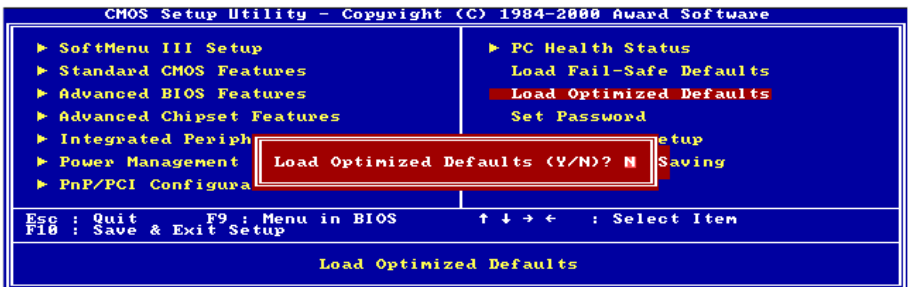 CMOS Setup Utility – Copyright (C) 1984–2000 Award Software
► SoftMenu III Setup
► Standard CMOS Features
► Advanced BIOS Features
► Advanced Chipset Features
► Integrated Periph
► Power Management
► PnP/PCI Configura
► PC Health Status
Load Fail-Safe Defaults
Load Optimized Defaults
Set Password
etup
Saving
Load Optimized Defaults (Y/N)? N
Esc : Quit F9 : Menu in BIOS ↑ ↓ → ← : Select Item
F10 : Save & Exit Setup
Load Optimized Defaults